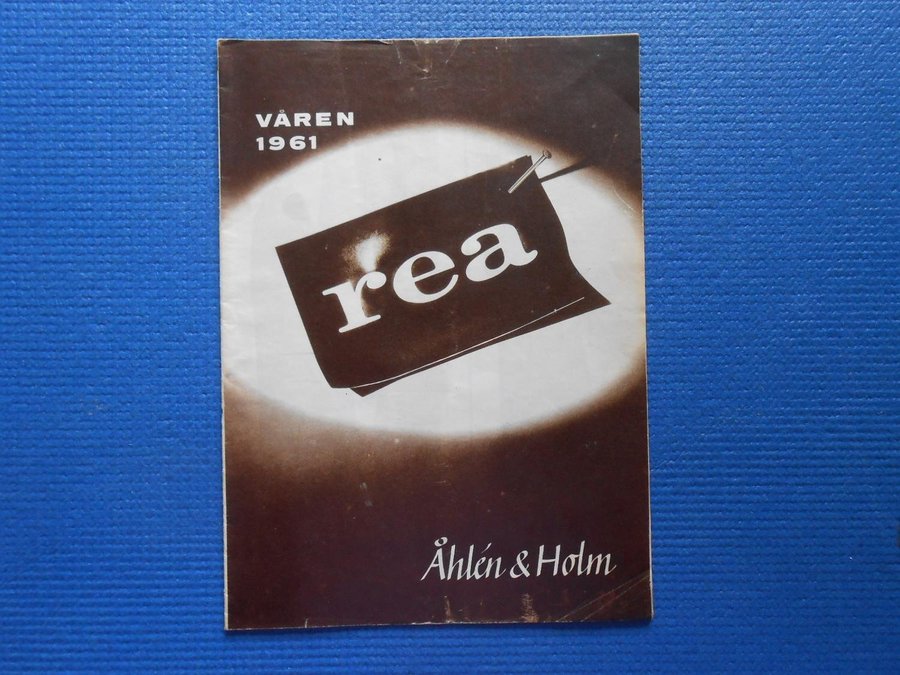 VÅREN
1961
rea
Åhlén & Holm